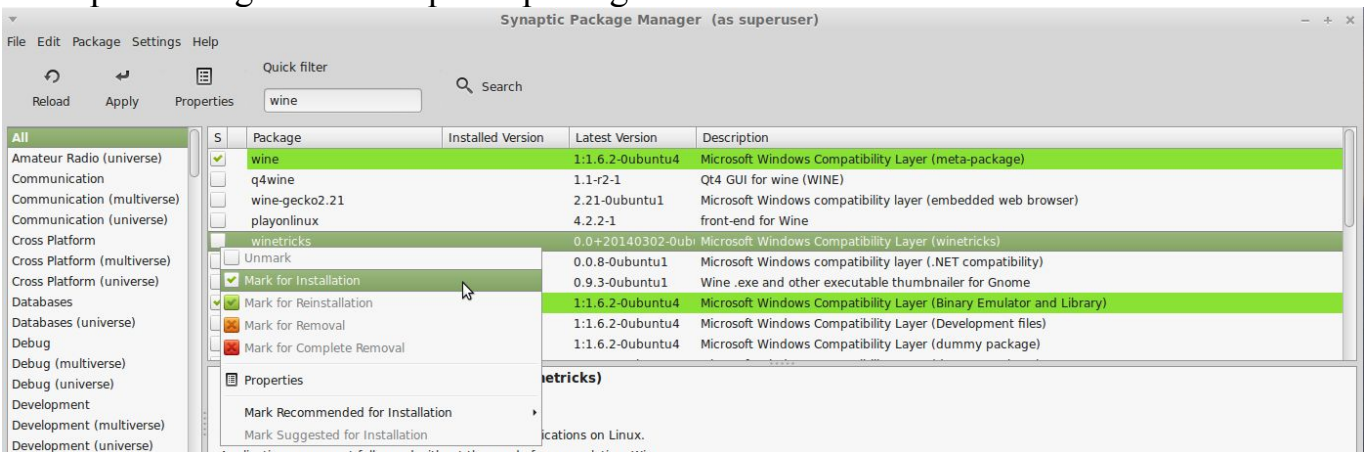 Synaptic Package Manager (as superuser)
File Edit Package Settings Help
Quick filter
Reload Apply Properties wine Search
All
Amateur Radio (universe)
Communication
Communication (multiverse)
Communication (universe)
Cross Platform
Cross Platform (multiverse)
Cross Platform (universe)
Databases
Databases (universe)
Debug
Debug (multiverse)
Debug (universe)
Development
Development (multiverse)
Development (universe)
S Package Installed Version Latest Version Description
wine 1:1.6.2-0ubuntu4 Microsoft Windows Compatibility Layer (meta-package)
q4wine 1.1-r2-1 Qt4 GUI for wine (WINE)
wine-gecko2.21 2.21-0ubuntu1 Microsoft Windows compatibility layer (embedded web browser)
playonlinux 4.2.2-1 front-end for Wine
winetricks 0.0+20140302-0ub Microsoft Windows Compatibility Layer (winetricks)
0.0.8-0ubuntu1 Microsoft Windows compatibility layer (.NET compatibility)
0.9.3-0ubuntu1 Wine .exe and other executable thumbnailer for Gnome
1:1.6.2-0ubuntu4 Microsoft Windows Compatibility Layer (Binary Emulator and Library)
1:1.6.2-0ubuntu4 Microsoft Windows Compatibility Layer (Development files)
1:1.6.2-0ubuntu4 Microsoft Windows Compatibility Layer (dummy package)
Unmark
Mark for Installation
Mark for Reinstallation
Mark for Removal
Mark for Complete Removal
Properties
Mark Recommended for Installation
Mark Suggested for Installation
etricks)
ications on Linux.